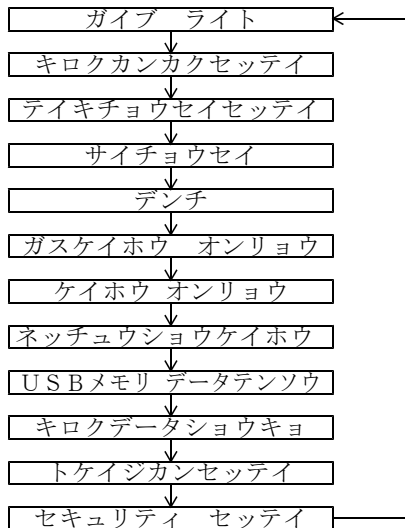 ガイブ　ライト
キロクカンカクセッテイ
テイキチョウセイセッテイ
サイチョウセイ
デンチ
ガスケイホウ　オンリョウ
ケイホウ オンリョウ
ネッチュウショウケイホウ
ＵＳＢメモリ データテンソウ
キロクデータショウキョ
トケイジカンセッテイ
セキュリティ　セッテイ